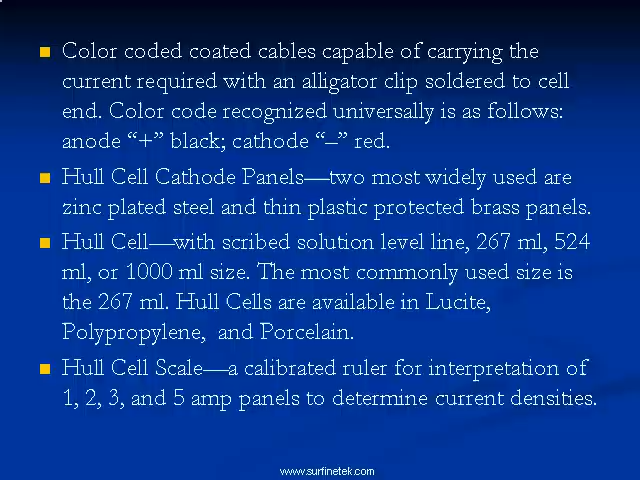 Color coded coated cables capable of carrying the
current required with an alligator clip soldered to cell
end. Color code recognized universally is as follows:
anode “+” black; cathode “–” red.
Hull Cell Cathode Panels—two most widely used are
zinc plated steel and thin plastic protected brass panels.
Hull Cell—with scribed solution level line, 267 ml, 524
ml, or 1000 ml size. The most commonly used size is
the 267 ml. Hull Cells are available in Lucite,
Polypropylene, and Porcelain.
Hull Cell Scale—a calibrated ruler for interpretation of
1, 2, 3, and 5 amp panels to determine current densities.
www.surfinetek.com